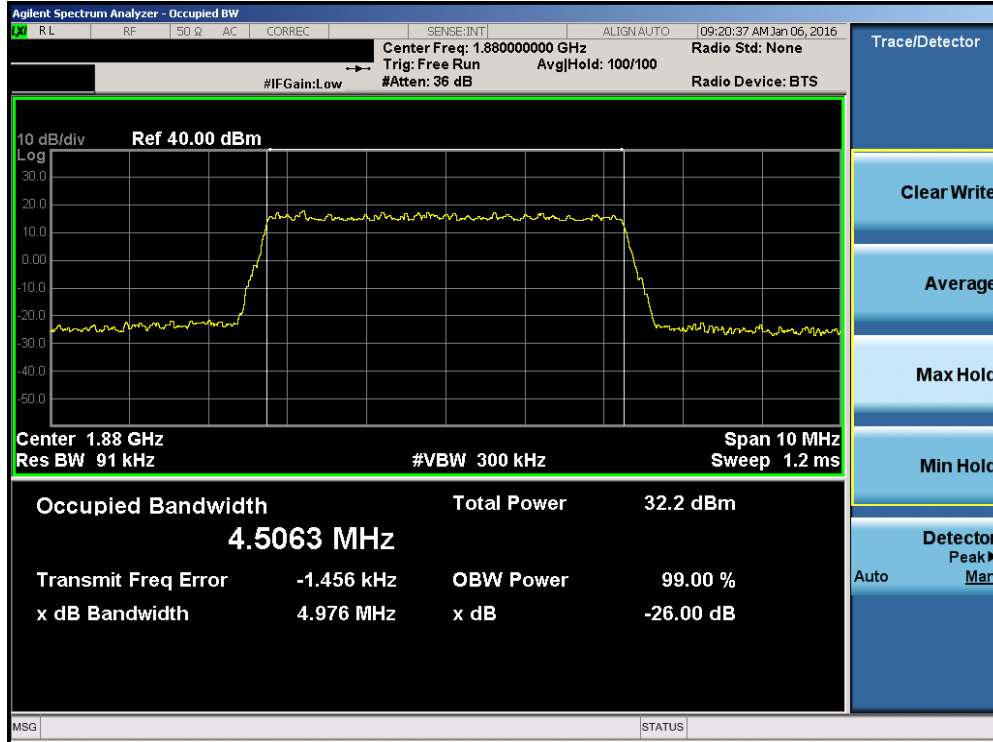 Agilent Spectrum Analyzer - Occupied BW
LXI RL RF 50 Ω AC CORREC SENSE:INT ALIGN AUTO 09:20:37 AM Jan 06, 2016
Center Freq: 1.880000000 GHz Radio Std: None
Trig: Free Run Avg|Hold: 100/100
#IFGain:Low #Atten: 36 dB Radio Device: BTS
10 dB/div Ref 40.00 dBm
Log
30.0
20.0
10.0
0.00
-10.0
-20.0
-30.0
-40.0
-50.0
Center 1.88 GHz Span 10 MHz
Res BW 91 kHz #VBW 300 kHz Sweep 1.2 ms
Occupied Bandwidth Total Power 32.2 dBm
4.5063 MHz
Transmit Freq Error -1.456 kHz OBW Power 99.00 %
x dB Bandwidth 4.976 MHz x dB -26.00 dB
MSG STATUS
Trace/Detector
Clear Write
Average
Max Hold
Min Hold
Detector
Peak▶
Auto Man